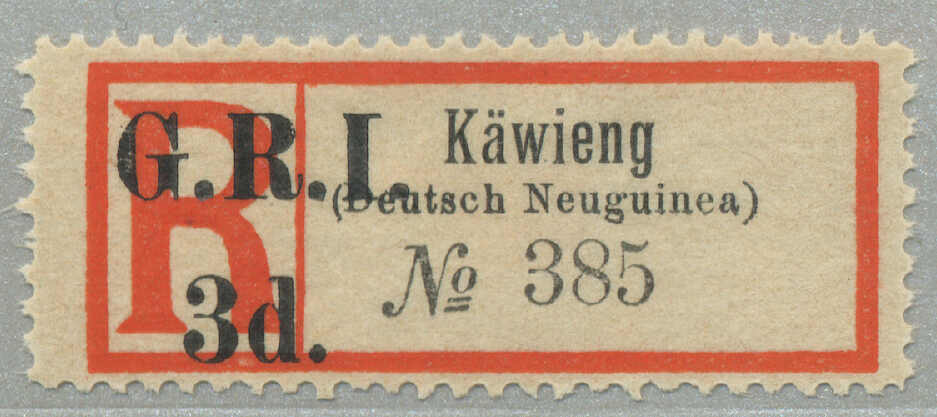 R
G.R.I.
3d.
Käwieng
(Deutsch Neuguinea)
№ 385